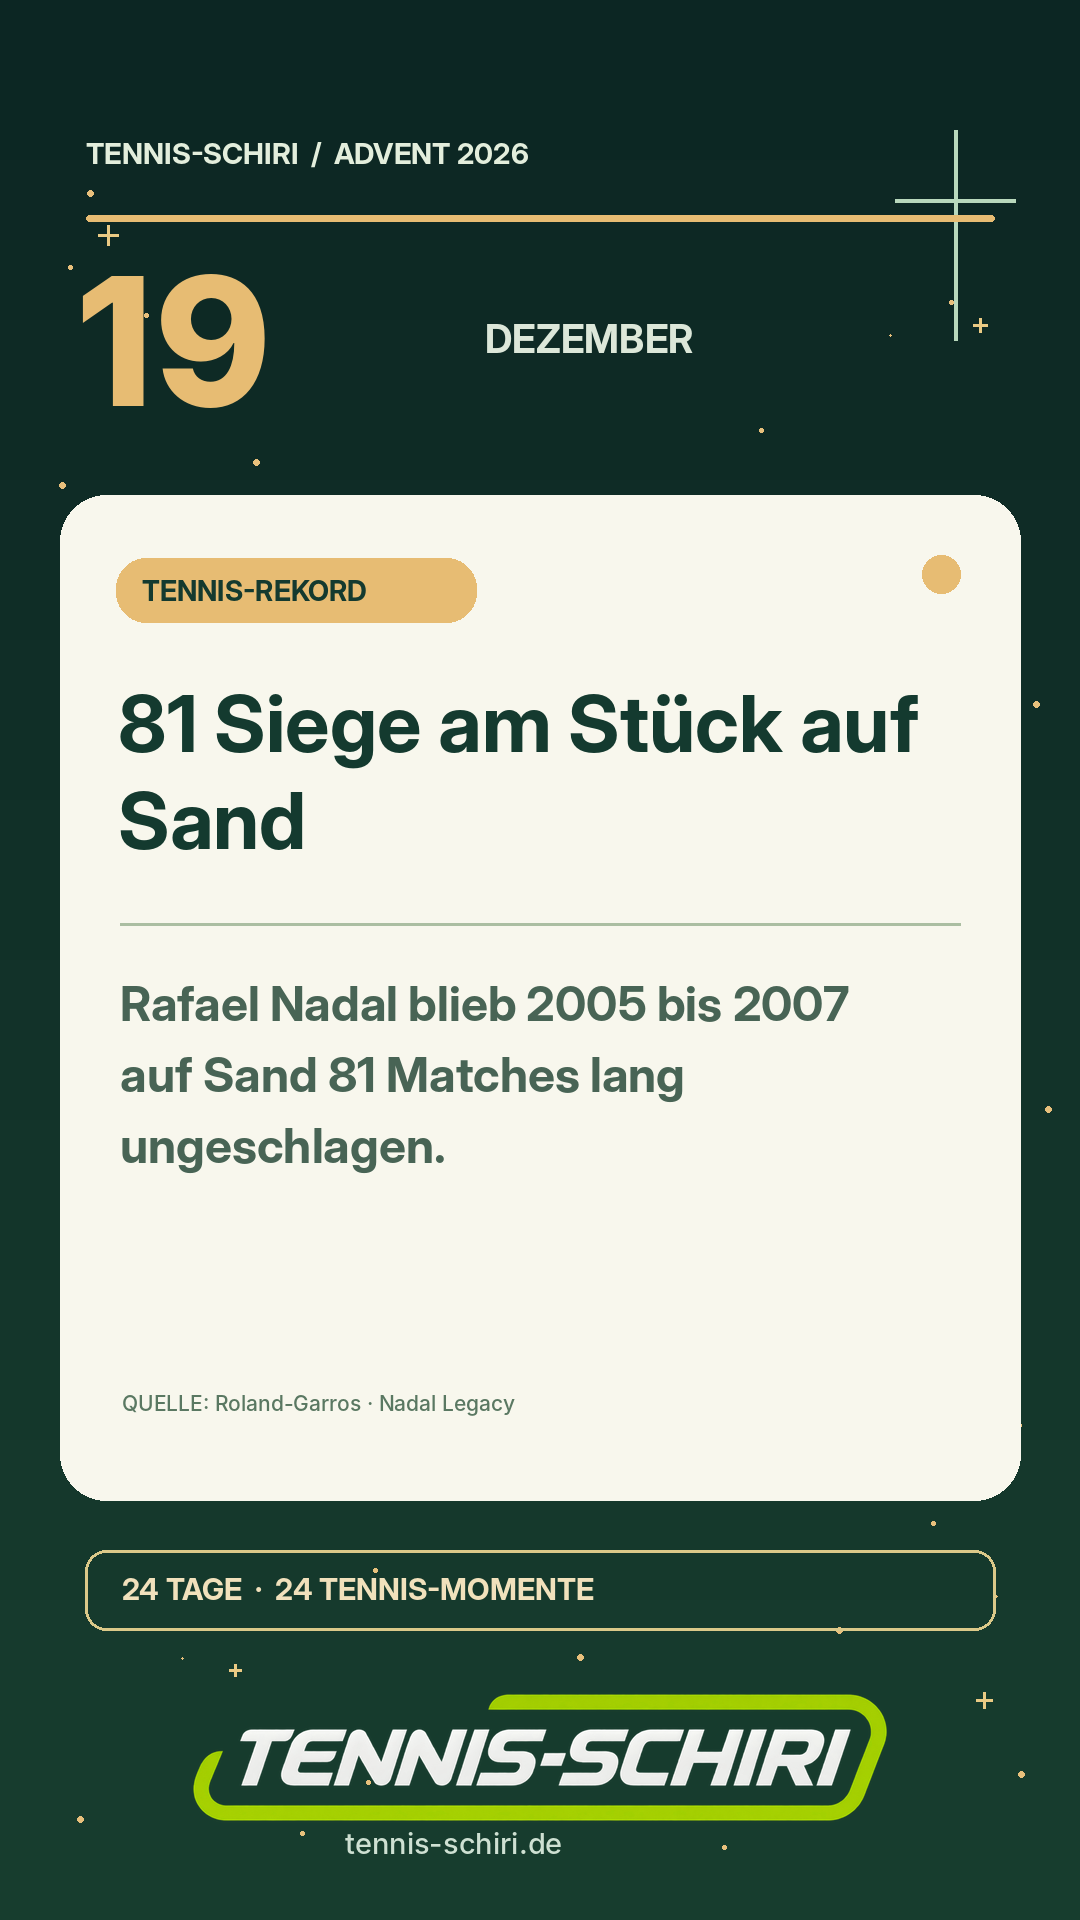 TENNIS-SCHIRI / ADVENT 2026
19
DEZEMBER
TENNIS-REKORD
81 Siege am Stück auf
Sand
Rafael Nadal blieb 2005 bis 2007
auf Sand 81 Matches lang
ungeschlagen.
QUELLE: Roland-Garros · Nadal Legacy
24 TAGE · 24 TENNIS-MOMENTE
TENNIS-SCHIRI
tennis-schiri.de